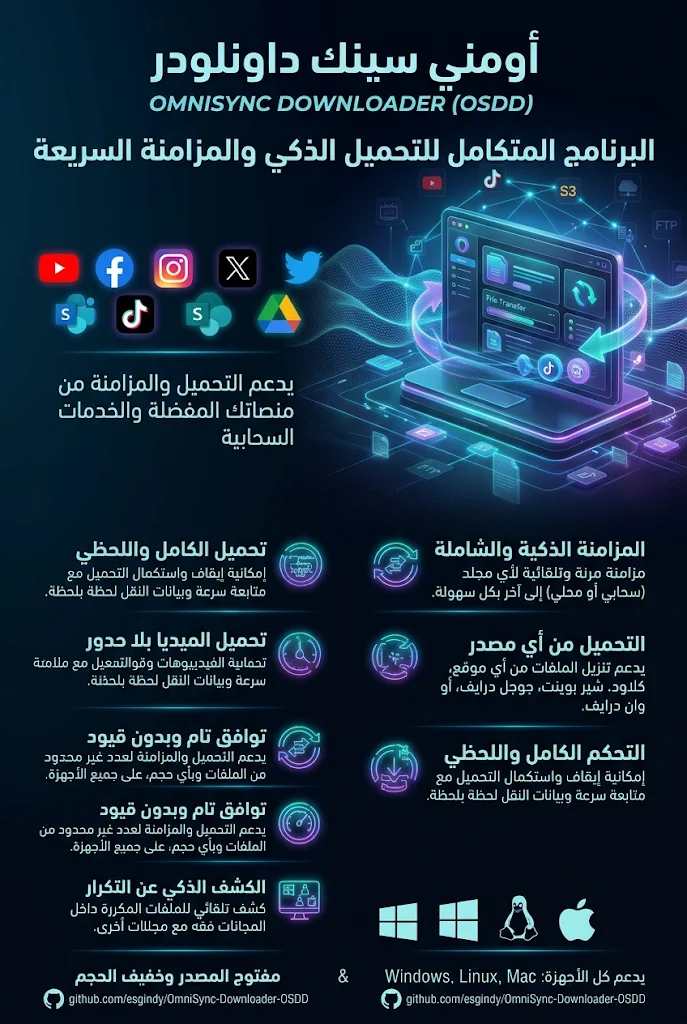 أومني سينك داونلودر
OMNISYNC DOWNLOADER (OSDD)
البرنامج المتكامل للتحميل الذكي والمزامنة السريعة
S3
FTP
File Transfer
FTP
يدعم التحميل والمزامنة من
منصاتك المفضلة والخدمات
السحابية
المزامنة الذكية والشاملة
مزامنة مرنة وتلقائية لأي مجلد
(سحابي أو محلي) إلى آخر بكل سهولة.
التحميل من أي مصدر
يدعم تنزيل الملفات من أي موقع،
كلاود. شير بوينت، جوجل درايف، أو
وان درايف.
التحكم الكامل واللحظي
إمكانية إيقاف واستكمال التحميل مع
متابعة سرعة وبيانات النقل لحظة بلحظة.
تحميل الكامل واللحظي
إمكانية إيقاف واستكمال التحميل مع
متابعة سرعة وبيانات النقل لحظة بلحظة.
تحميل الميديا بلا حدور
الفيديبوهات مع
سرعة وبيانات النقل لحظة
توافق تام وبدون قيود
يدعم التحميل والمزامنة لعدد غير محدود
من الملفات وبأي حجم، على جميع الأجهزة.
توافق تام وبدون قيود
يدعم التحميل والمزامنة لعدد غير محدود من
الملفات وبأي حجم، على جميع الأجهزة.
الكشف الذكي عن التكرار
كشف تلقائي للملفات المكررة داخل
المجانات فقه مع مجللات أخرى.
يدعم كل الأجهزة: Windows, Linux, Mac
&
مفتوح المصدر وخفيف الحجم
github.com/esgindy/OmniSync-Downloader-OSDD
github.com/esgindy/OmniSync-Downloader-OSDD